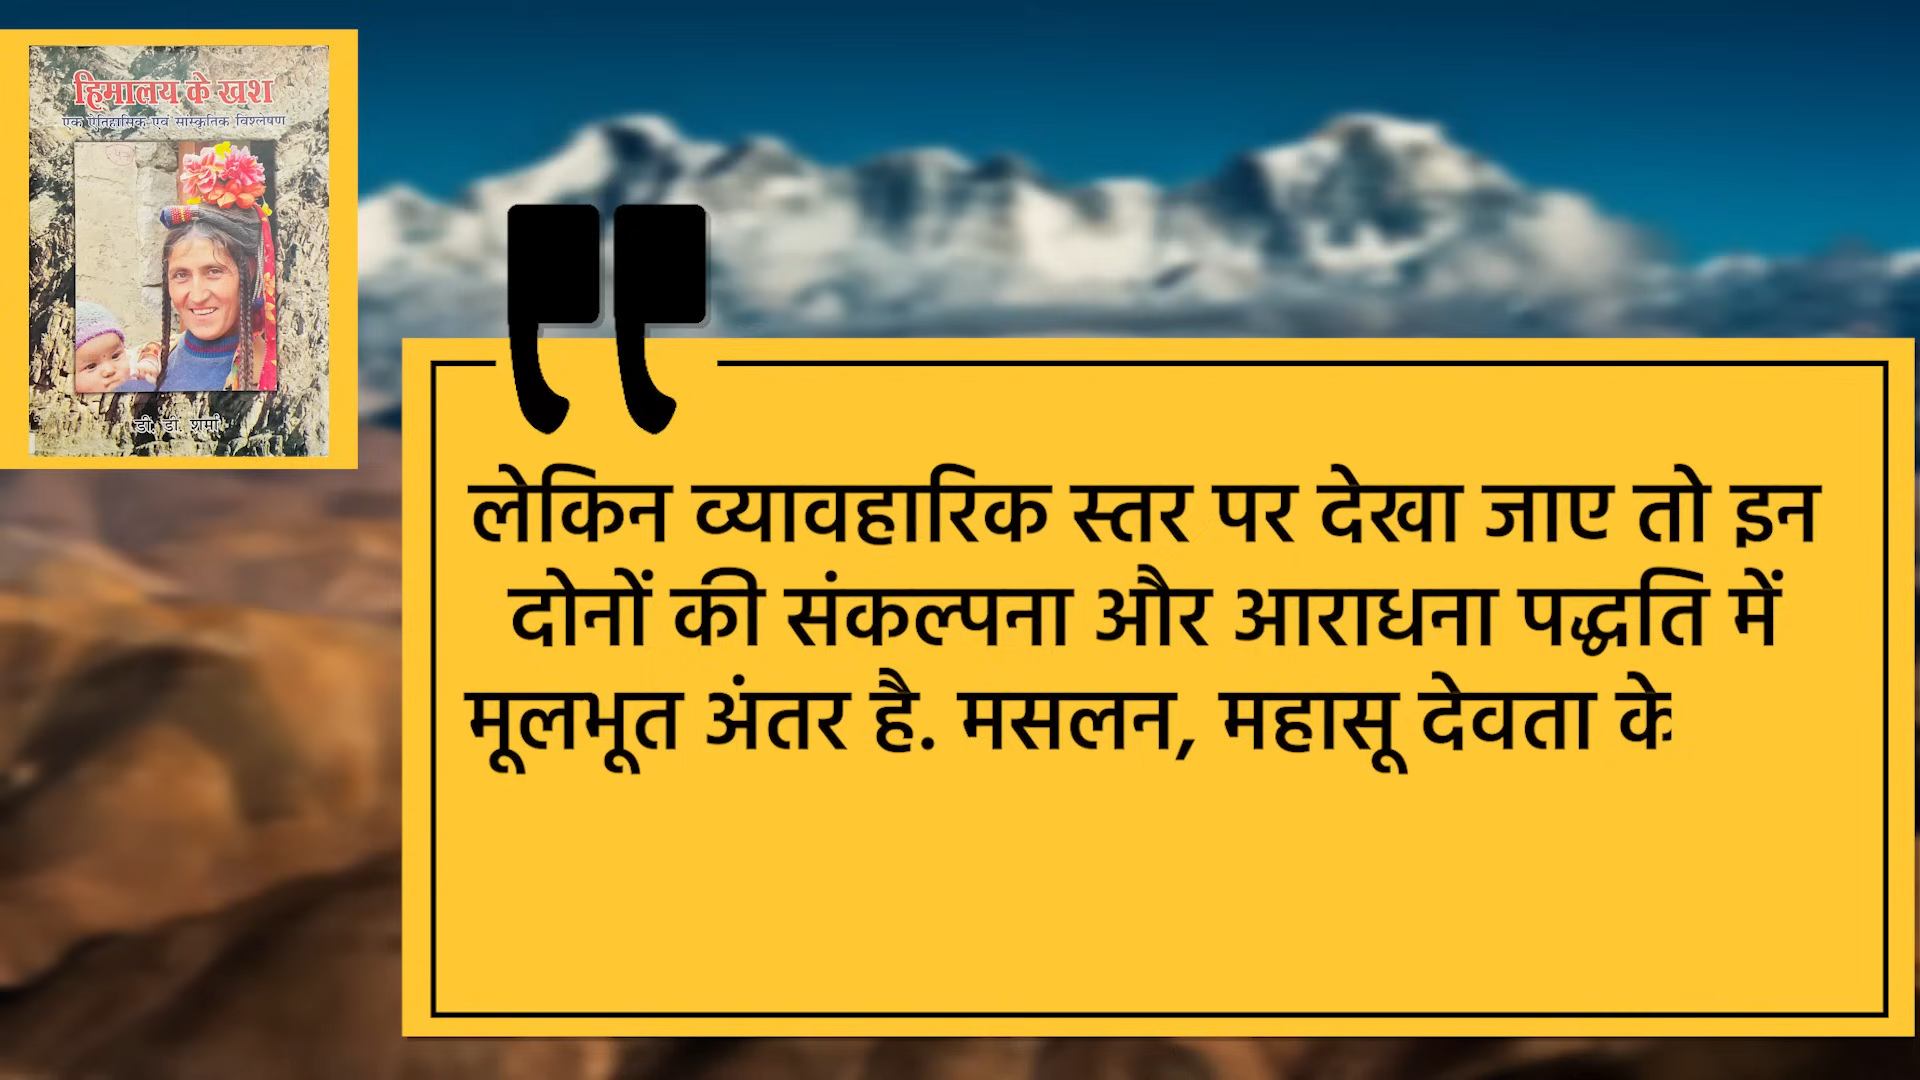 हिमालय के खश
एक ऐतिहासिक एवं सांस्कृतिक विश्लेषण
डी. डी. शर्मा
लेकिन व्यावहारिक स्तर पर देखा जाए तो इन
दोनों की संकल्पना और आराधना पद्धति में
मूलभूत अंतर है. मसलन, महासू देवता के